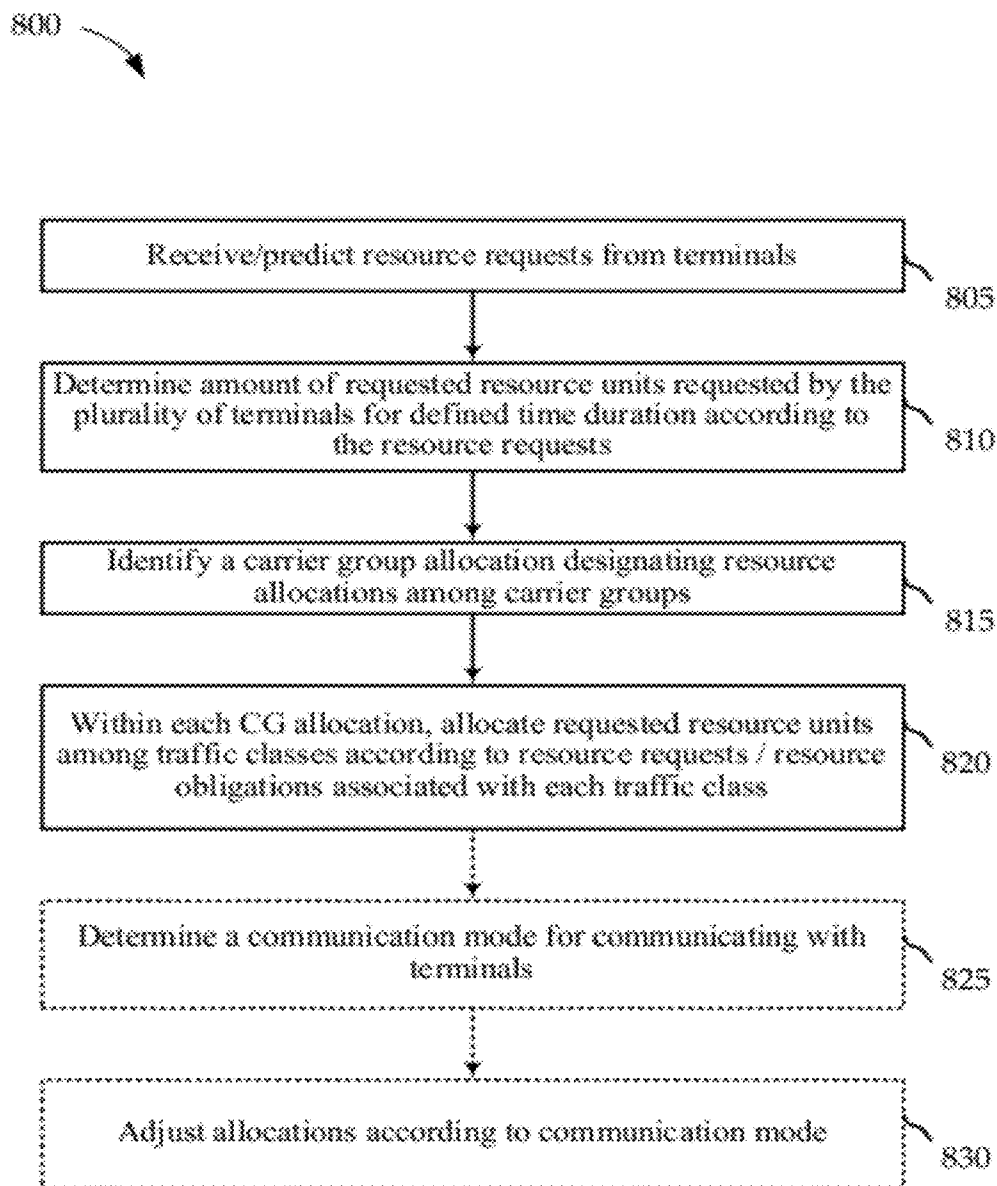 800
Receive/predict resource requests from terminals
805
Determine amount of requested resource units requested by the
plurality of terminals for defined time duration according to
the resource requests
810
Identify a carrier group allocation designating resource
allocations among carrier groups
815
Within each CG allocation, allocate requested resource units
among traffic classes according to resource requests / resource
obligations associated with each traffic class
820
Determine a communication mode for communicating with
terminals
825
Adjust allocations according to communication mode
830